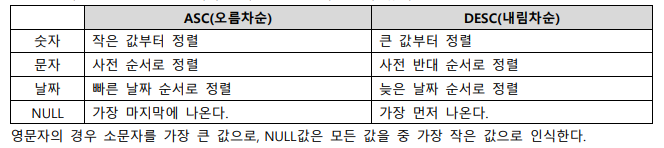 ASC(오름차순) DESC(내림차순)
숫자 작은 값부터 정렬 큰 값부터 정렬
문자 사전 순서로 정렬 사전 반대 순서로 정렬
날짜 빠른 날짜 순서로 정렬 늦은 날짜 순서로 정렬
NULL 가장 마지막에 나온다. 가장 먼저 나온다.
영문자의 경우 소문자를 가장 큰 값으로, NULL값은 모든 값을 중 가장 작은 값으로 인식한다.